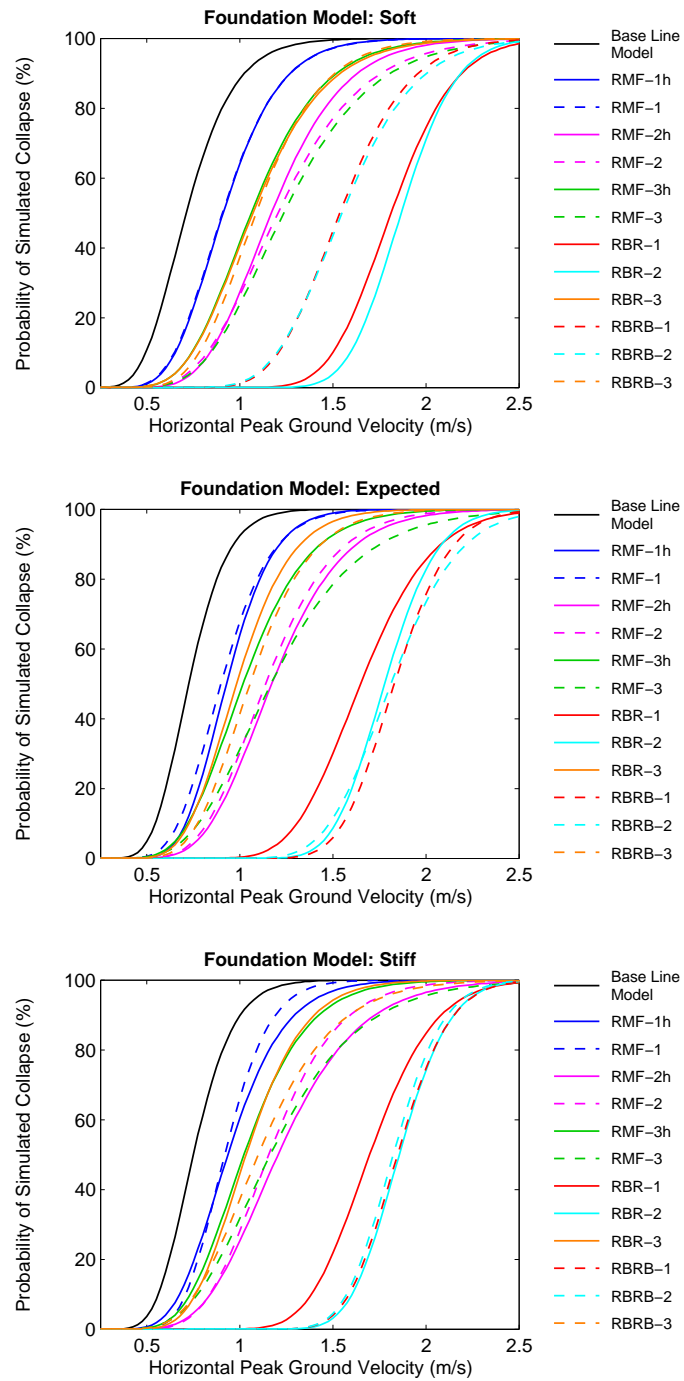 Foundation Model: Soft
Probability of Simulated Collapse (%)
100
80
60
40
20
0
0.5
1
1.5
2
2.5
Horizontal Peak Ground Velocity (m/s)
Base Line
Model
RMF−1h
RMF−1
RMF−2h
RMF−2
RMF−3h
RMF−3
RBR−1
RBR−2
RBR−3
RBRB−1
RBRB−2
RBRB−3
Foundation Model: Expected
Probability of Simulated Collapse (%)
100
80
60
40
20
0
0.5
1
1.5
2
2.5
Horizontal Peak Ground Velocity (m/s)
Base Line
Model
RMF−1h
RMF−1
RMF−2h
RMF−2
RMF−3h
RMF−3
RBR−1
RBR−2
RBR−3
RBRB−1
RBRB−2
RBRB−3
Foundation Model: Stiff
Probability of Simulated Collapse (%)
100
80
60
40
20
0
0.5
1
1.5
2
2.5
Horizontal Peak Ground Velocity (m/s)
Base Line
Model
RMF−1h
RMF−1
RMF−2h
RMF−2
RMF−3h
RMF−3
RBR−1
RBR−2
RBR−3
RBRB−1
RBRB−2
RBRB−3